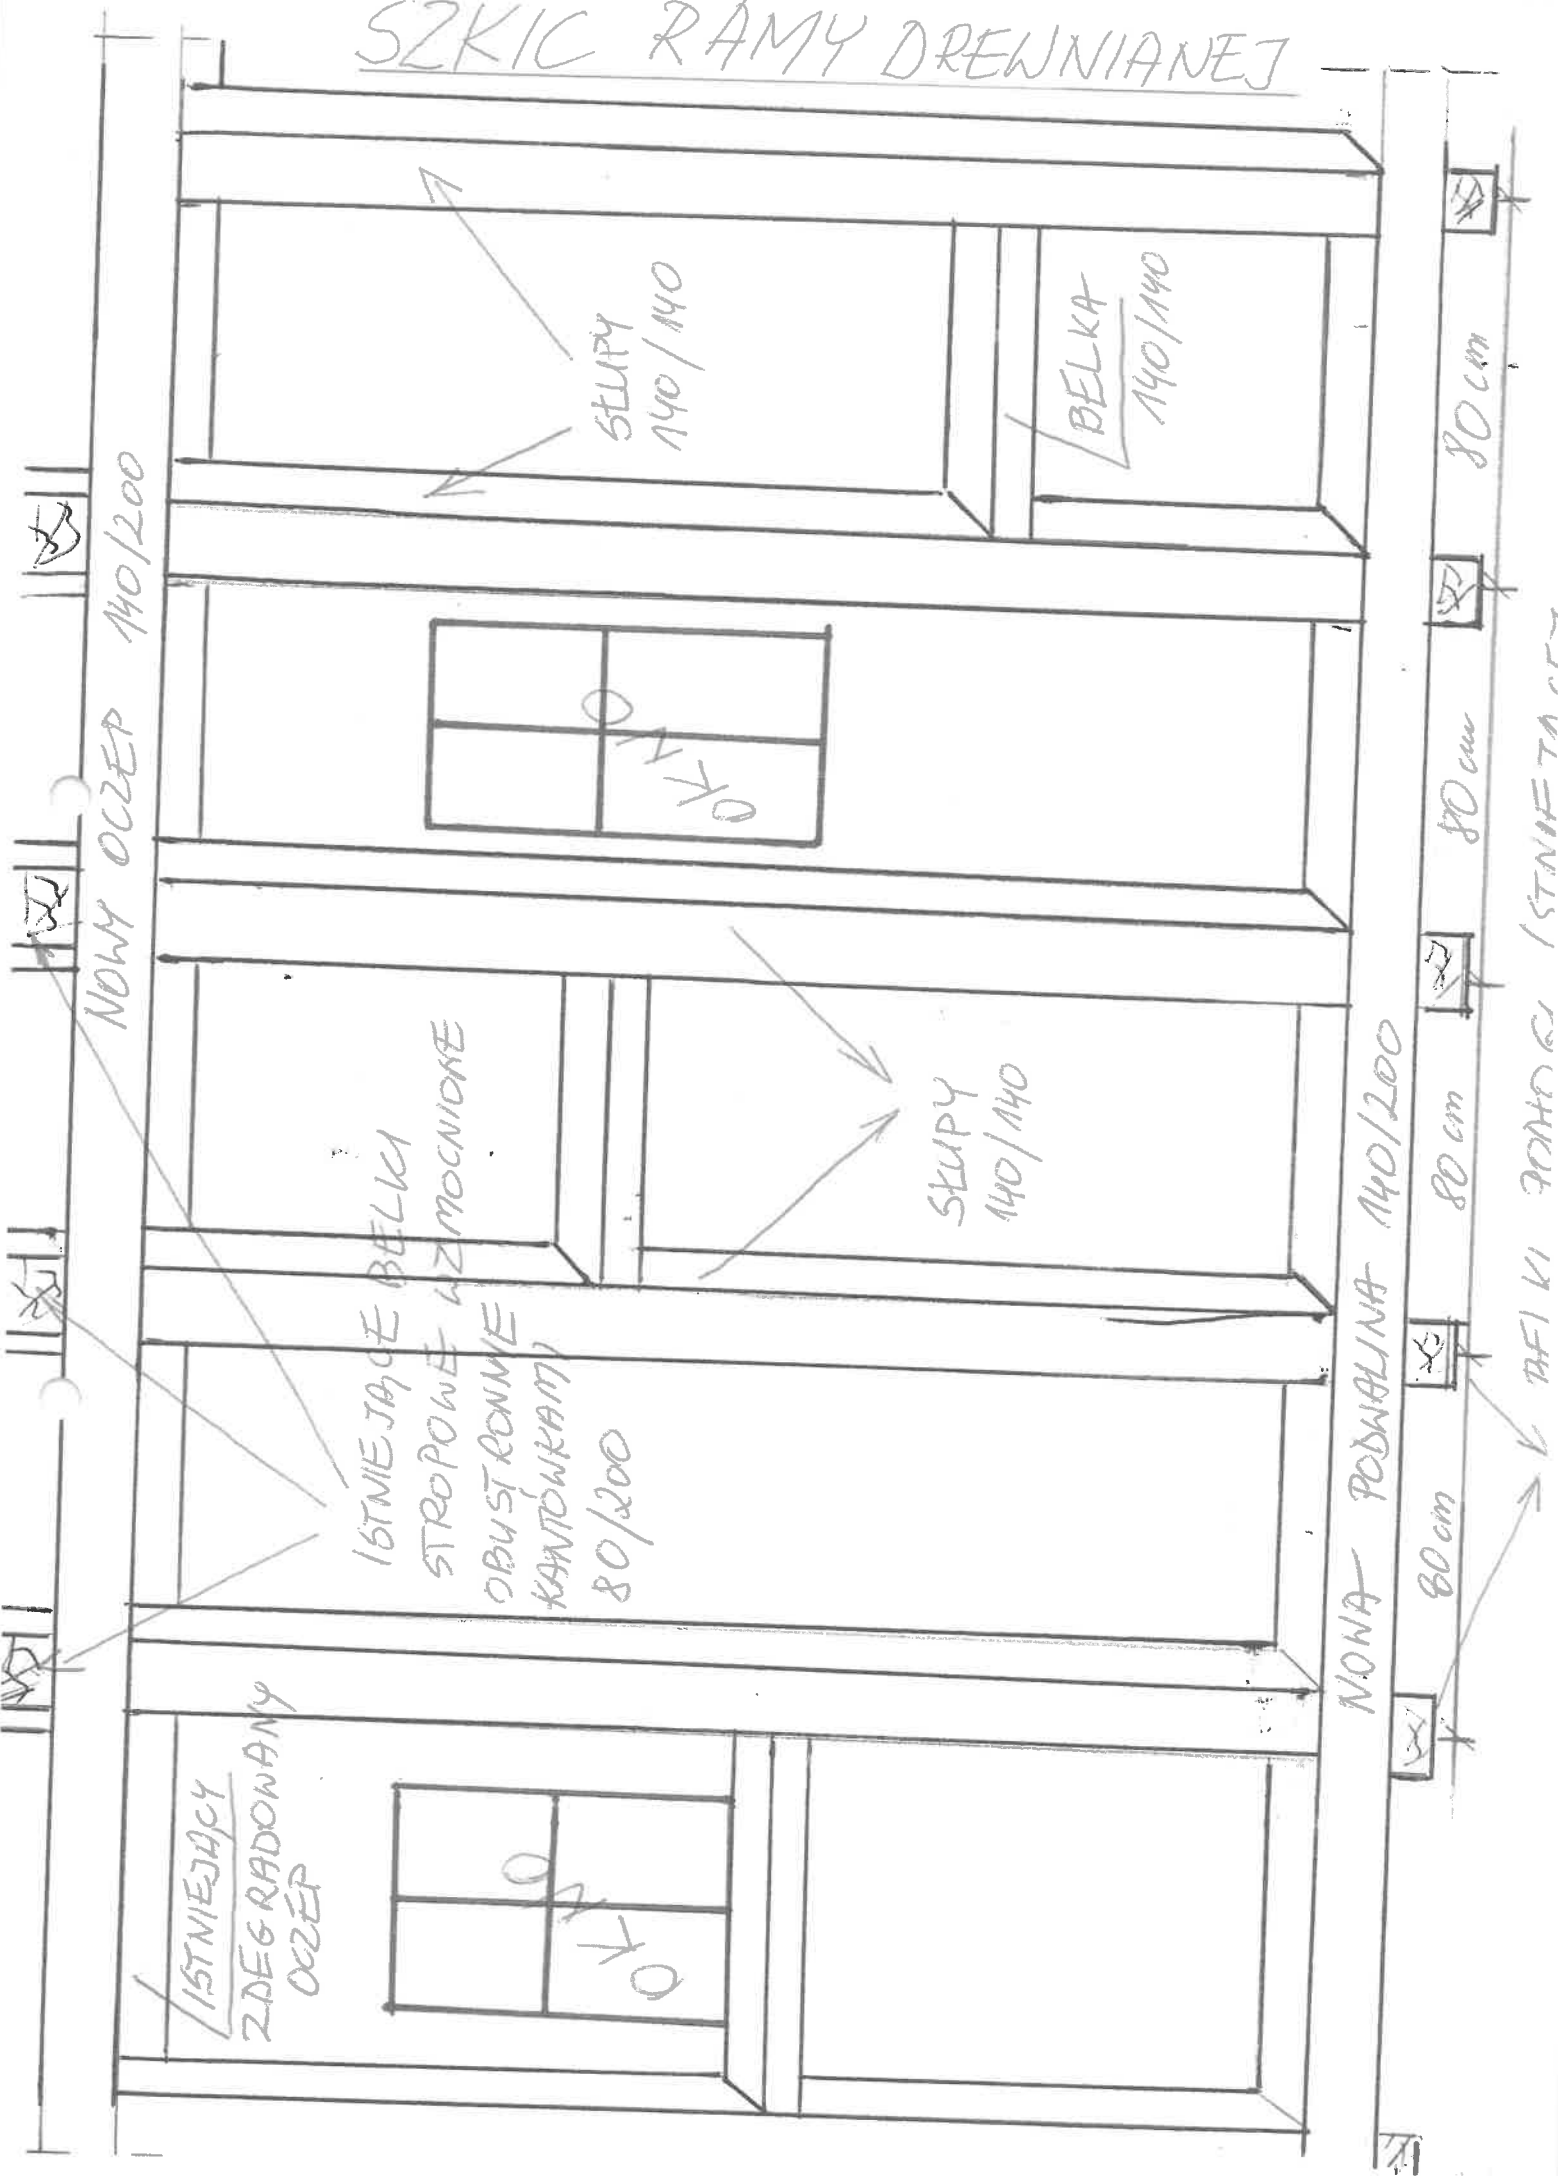 SZKIC RAMY DREWNIANEJ
NOWY OCZEP 140/200
SŁUPY
140/140
BELKA
140/140
OKNO
ISTNIEJĄCE BELKI
STROPOWE WZMOCNIONE
OBUSTRONNIE
KANTÓWKAMI
80/200
SŁUPY
140/140
ISTNIEJĄCY
ZDEGRADOWANY
OCZEP
OKNO
NOWA PODWALINA 140/200
80 cm
80 cm
80 cm
80 cm